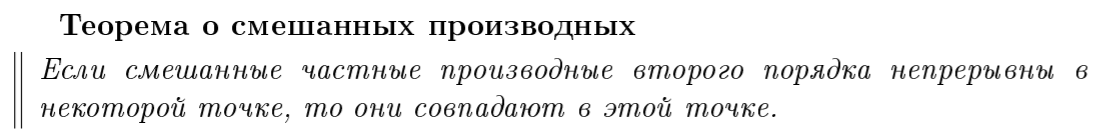 Теорема о смешанных производных
Если смешанные частные производные второго порядка непрерывны в
некоторой точке, то они совпадают в этой точке.